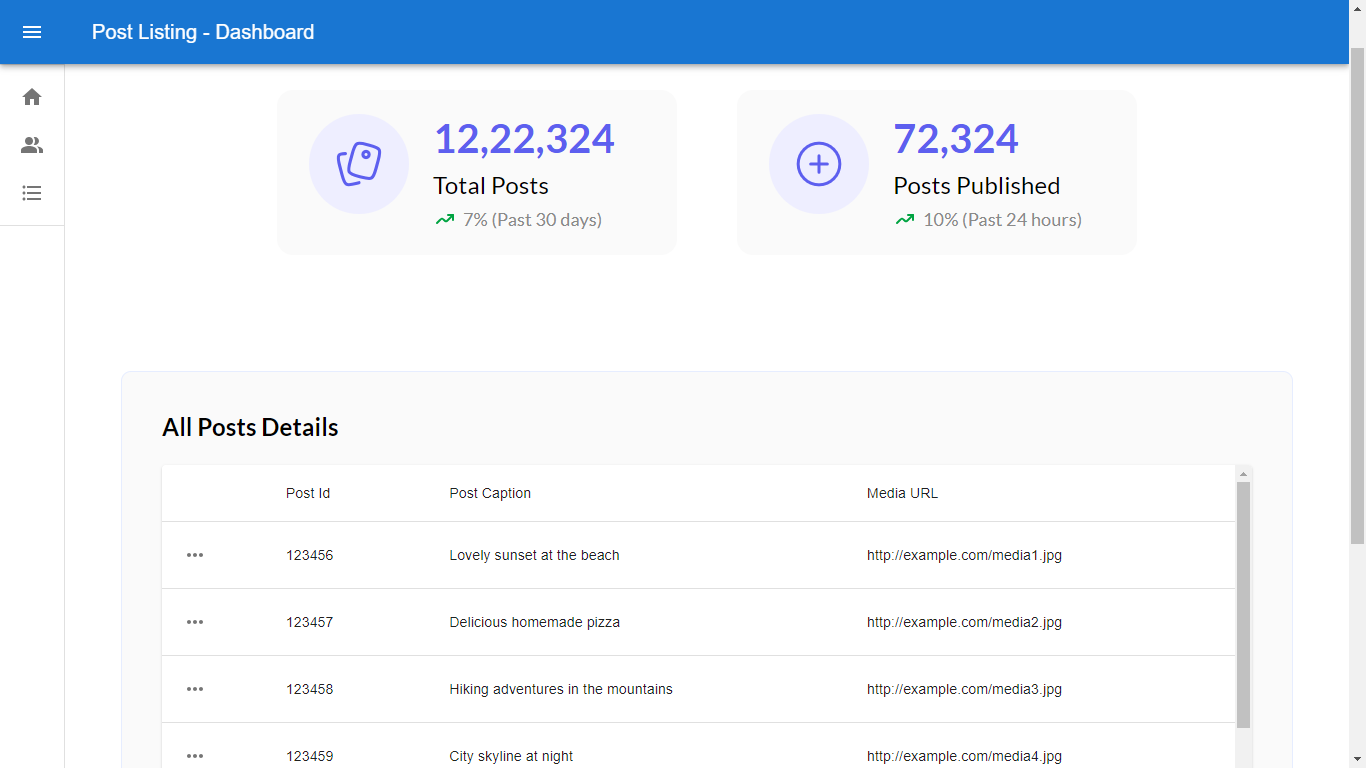 Post Listing - Dashboard
12,22,324
Total Posts
7% (Past 30 days)
72,324
Posts Published
10% (Past 24 hours)
All Posts Details
Post Id Post Caption Media URL
123456 Lovely sunset at the beach http://example.com/media1.jpg
123457 Delicious homemade pizza http://example.com/media2.jpg
123458 Hiking adventures in the mountains http://example.com/media3.jpg
123459 City skyline at night http://example.com/media4.jpg